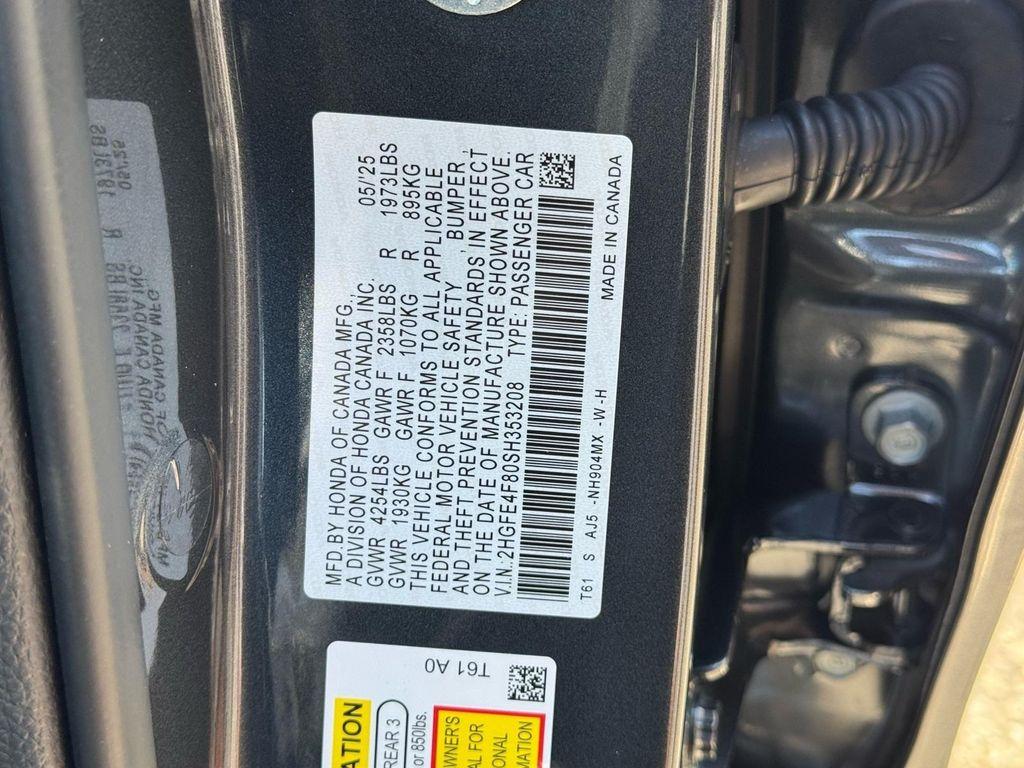 MFD.BY HONDA OF CANADA MFG.,
A DIVISION OF HONDA CANADA INC. 05/25
GVWR 4254LBS GAWR F 2358LBS R 1973LBS
GVWR 1930KG GAWR F 1070KG R 895KG
THIS VEHICLE CONFORMS TO ALL APPLICABLE
FEDERAL MOTOR VEHICLE SAFETY , BUMPER ,
AND THEFT PREVENTION STANDARDS, IN EFFECT
ON THE DATE OF MANUFACTURE SHOWN ABOVE.
V.I.N.:2HGFE4F80SH353208 TYPE: PASSENGER CAR
T61 S AJ5 -NH904MX -W -H MADE IN CANADA
T61 A0
REAR 3
or 850lbs.